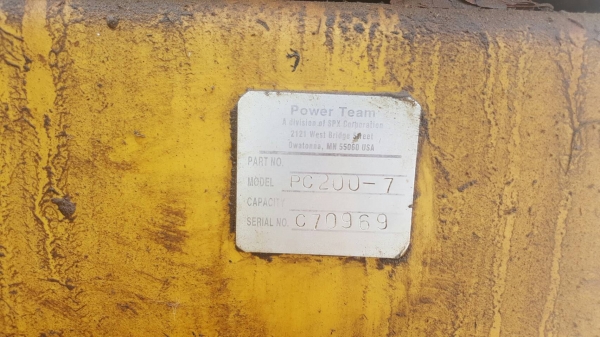 Power Team
A Division of SPX Corporation
2121 West Bridge Street
Owatonna, MN 55060 USA
PART NO.
MODEL PC200-7
CAPACITY
SERIAL NO. C70969